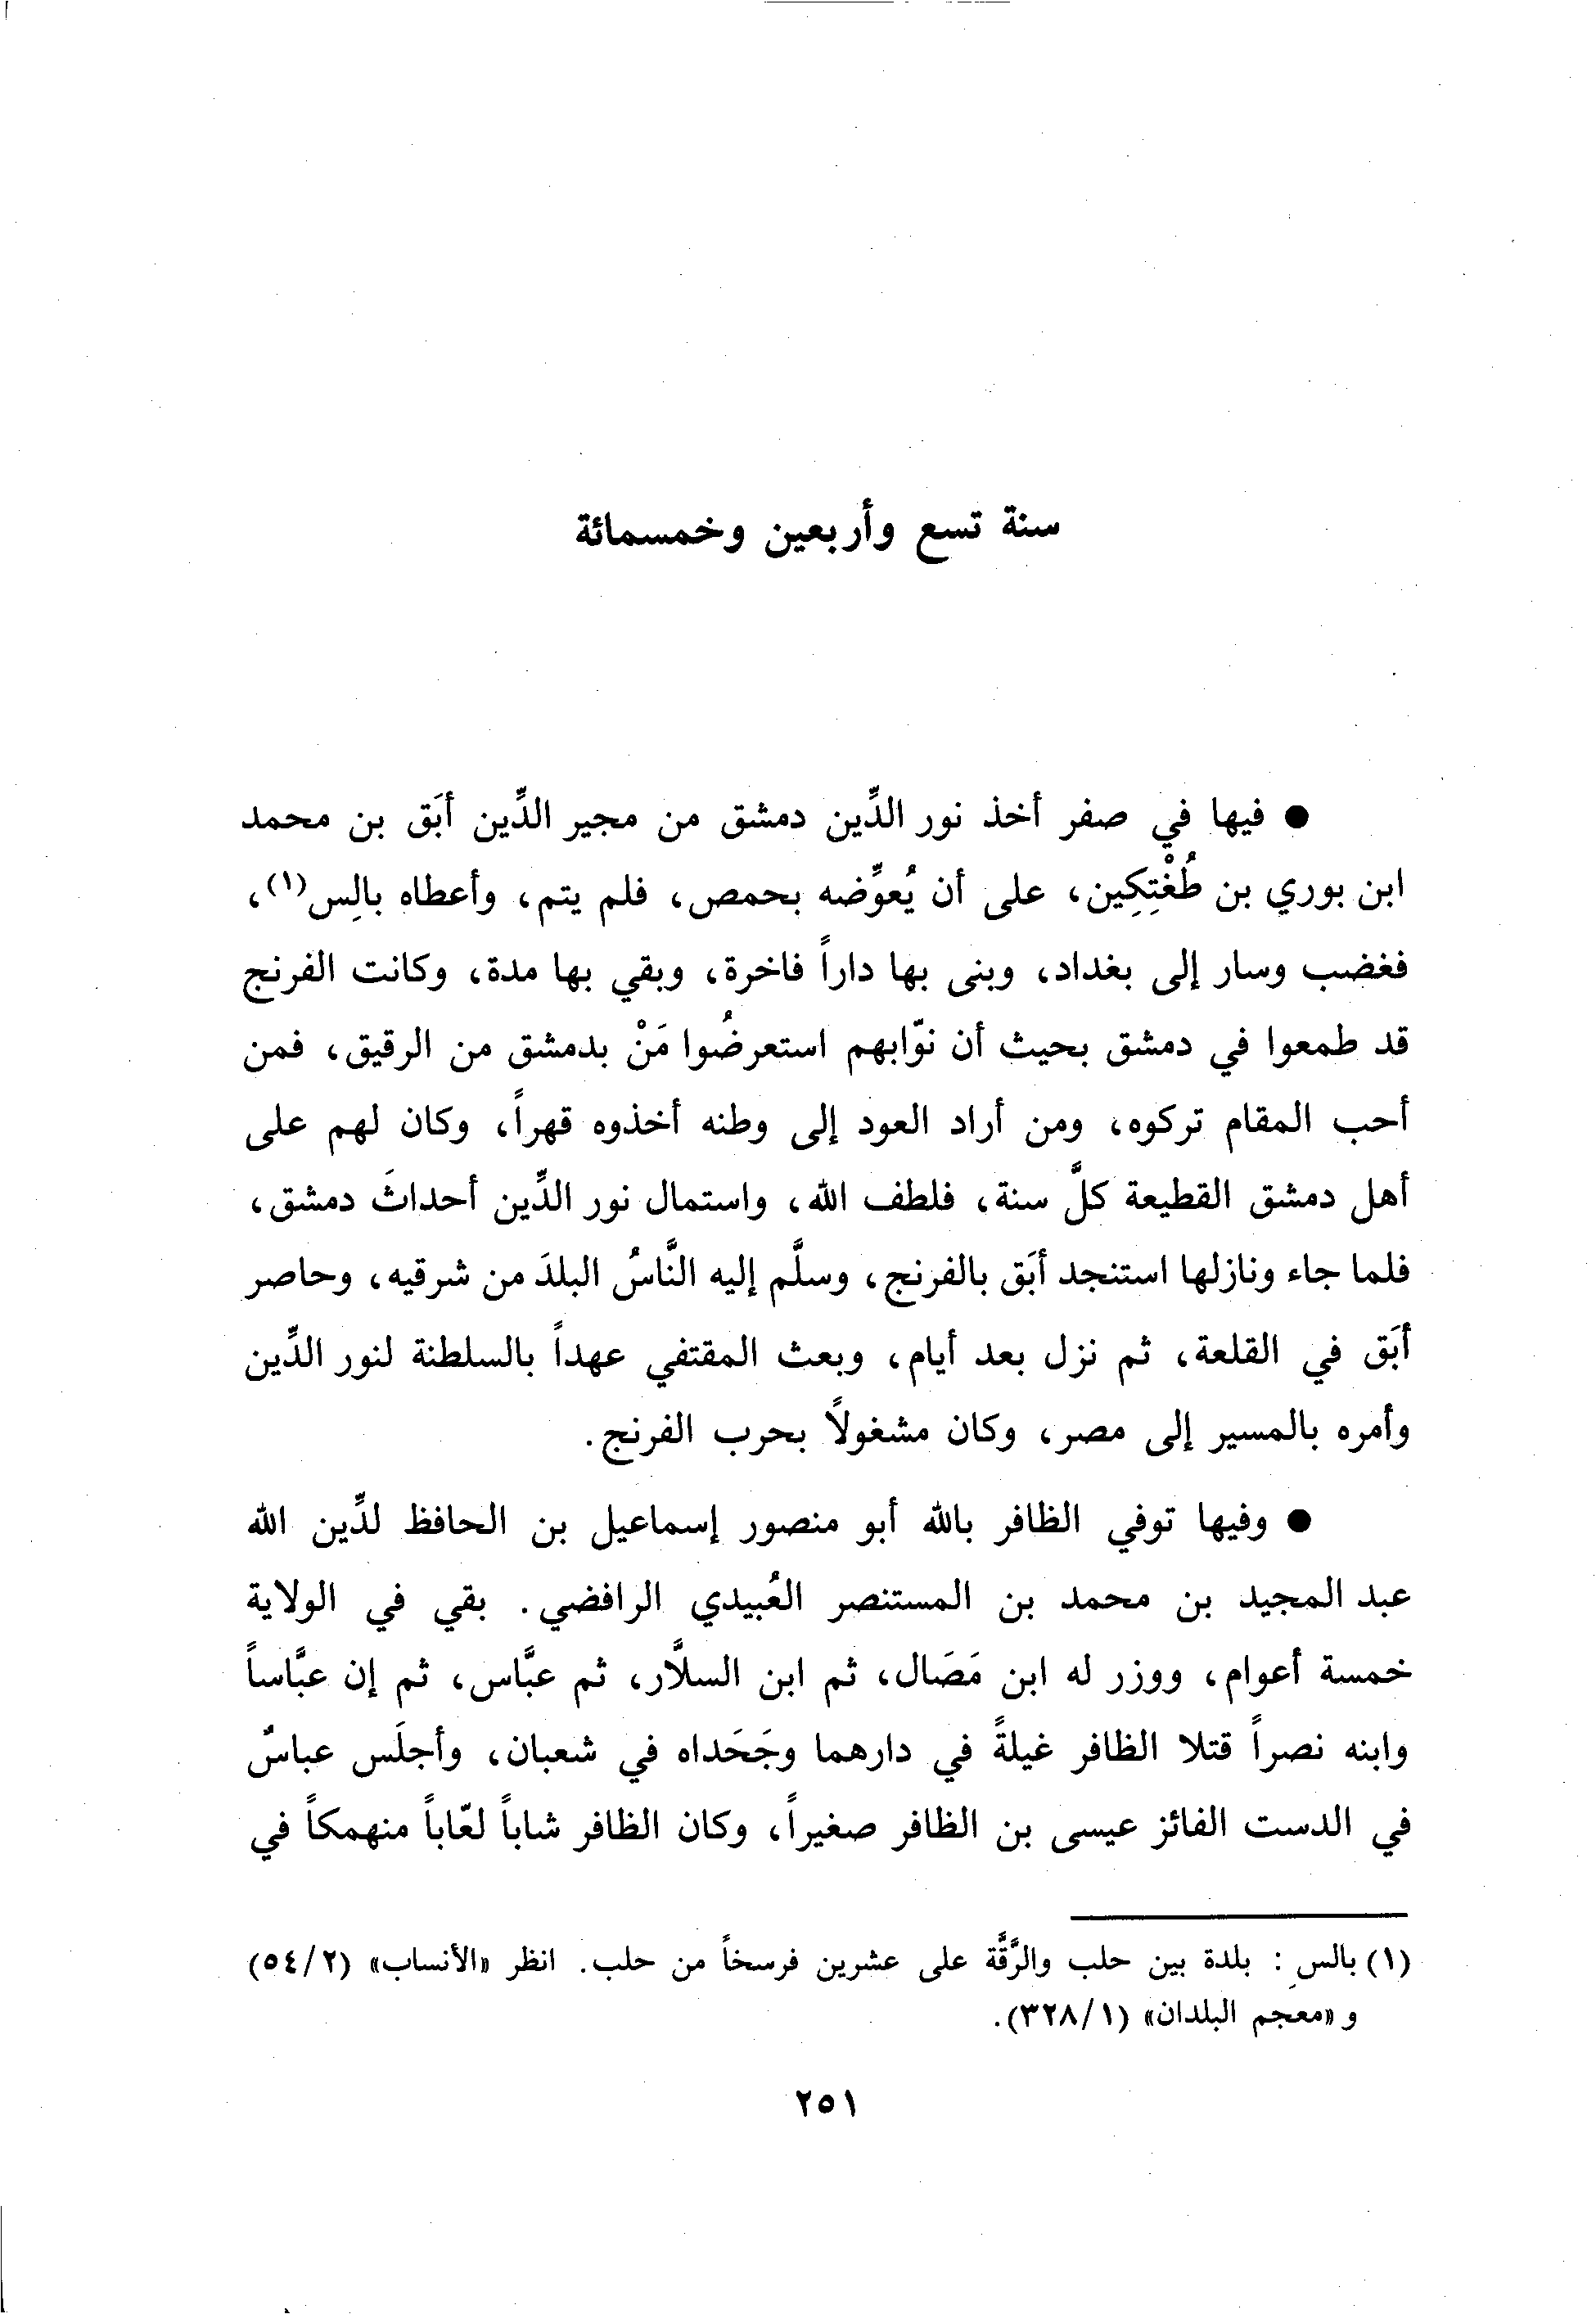 سنة تسع وأربعين وخمسمائة
● فيها في صفر أخذ نور الدِّين دمشق من مجير الدِّين أبَق بن محمد
ابن بوري بن طُغْتِكِين، على أن يُعوِّضه بحمص، فلم يتم، وأعطاه بالِس(١)،
فغضب وسار إلى بغداد، وبنى بها داراً فاخرة، وبقي بها مدة، وكانت الفرنج
قد طمعوا في دمشق بحيث أن نوّابهم استعرضُوا مَنْ بدمشق من الرقيق، فمن
أحب المقام تركوه، ومن أراد العود إلى وطنه أخذوه قهراً، وكان لهم على
أهل دمشق القطيعة كلَّ سنة، فلطف الله، واستمال نور الدِّين أحداثَ دمشق،
فلما جاء ونازلها استنجد أبَق بالفرنج، وسلَّم إليه النَّاسُ البلدَ من شرقيه، وحاصر
أبَق في القلعة، ثم نزل بعد أيام، وبعث المقتفي عهداً بالسلطنة لنور الدِّين
وأمره بالمسير إلى مصر، وكان مشغولاً بحرب الفرنج.
● وفيها توفي الظافر بالله أبو منصور إسماعيل بن الحافظ لدِّين الله
عبد المجيد بن محمد بن المستنصر العُبيدي الرافضي. بقي في الولاية
خمسة أعوام، ووزر له ابن مَصَال، ثم ابن السلاَّر، ثم عبَّاس، ثم إن عبَّاساً
وابنه نصراً قتلا الظافر غيلةً في دارهما وجَحَداه في شعبان، وأجلَس عباسٌ
في الدست الفائز عيسى بن الظافر صغيراً، وكان الظافر شاباً لعّاباً منهمكاً في
(١) بالس: بلدة بين حلب والرَّقَّة على عشرين فرسخاً من حلب. انظر «الأنساب» (٥٤/٢)
و «معجم البلدان» (٣٢٨/١).
٢٥١